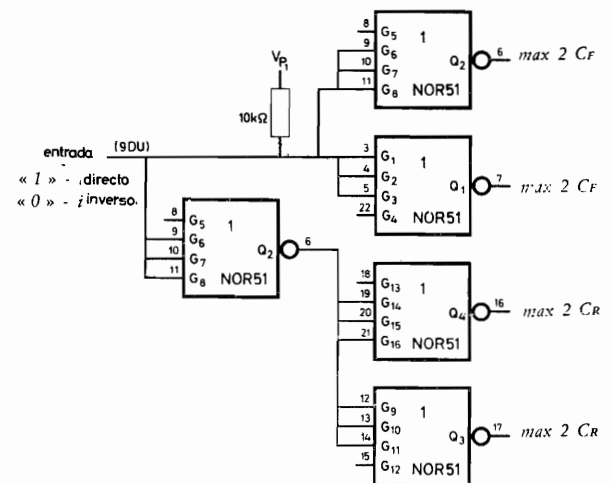 8 G5 1
9 G6
10 G7 Q2 6 max 2 CF
11 G8 NOR51
VP1
10kΩ
entrada (9DU)
« 1 » - directo
« 0 » - i inverso.
3 G1 1
4 G2
5 G3 Q1 7 max 2 CF
22 G4 NOR51
8 G5 1
9 G6
10 G7 Q2 6
11 G8 NOR51
18 G13 1
19 G14
20 G15 Q4 16 max 2 CR
21 G16 NOR51
12 G9 1
13 G10
14 G11 Q3 17 max 2 CR
15 G12 NOR51